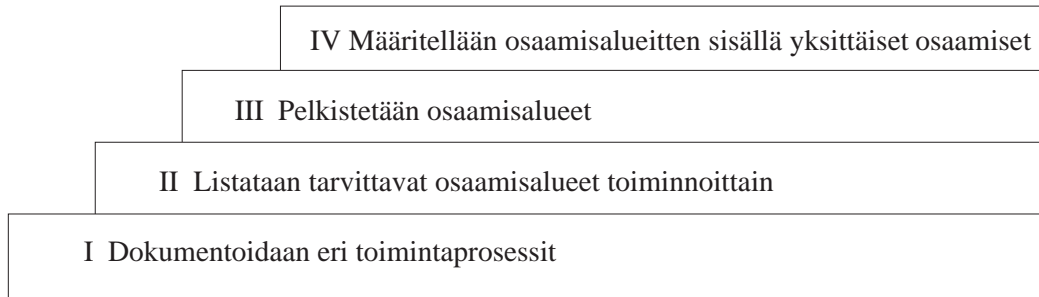 IV Määritellään osaamisalueitten sisällä yksittäiset osaamiset
III Pelkistetään osaamisalueet
II Listataan tarvittavat osaamisalueet toiminnoittain
I Dokumentoidaan eri toimintaprosessit